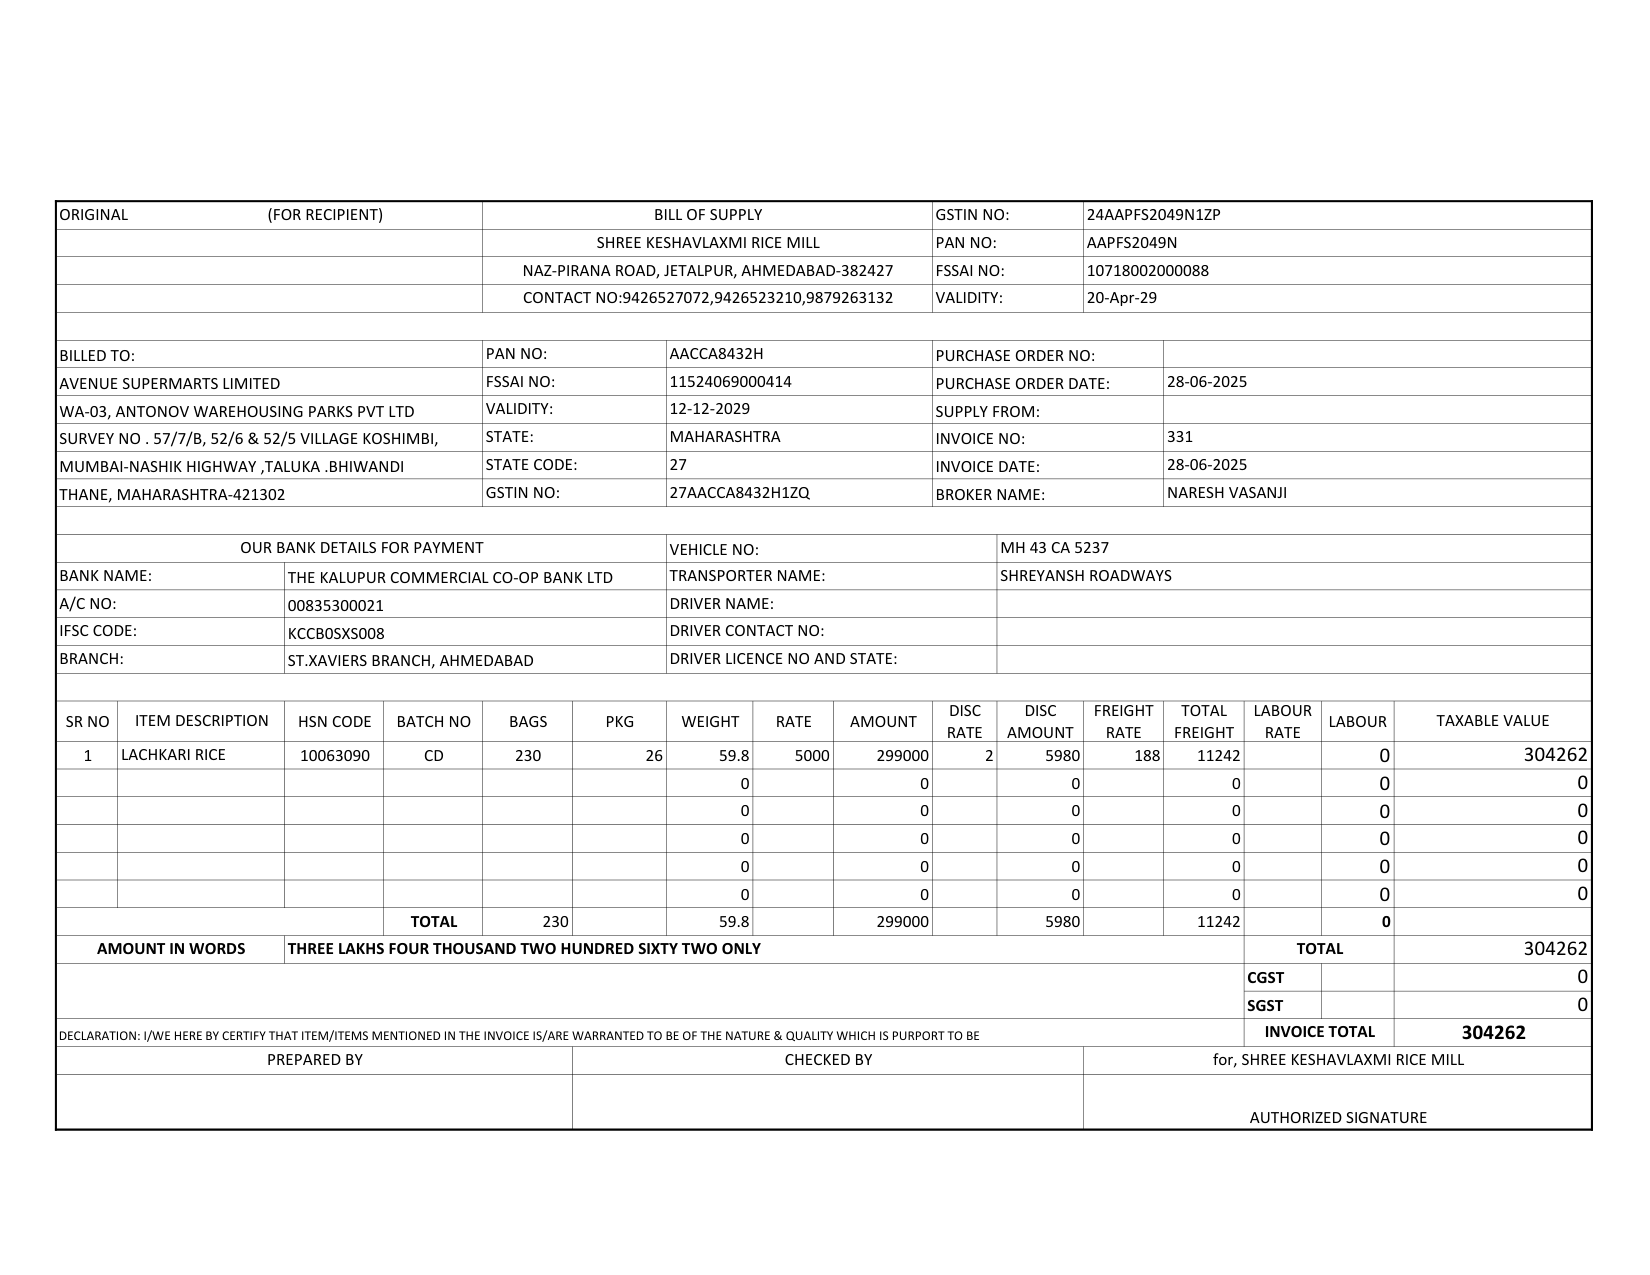 ORIGINAL (FOR RECIPIENT) BILL OF SUPPLY GSTIN NO: 24AAPFS2049N1ZP
SHREE KESHAVLAXMI RICE MILL PAN NO: AAPFS2049N
NAZ-PIRANA ROAD, JETALPUR, AHMEDABAD-382427 FSSAI NO: 10718002000088
CONTACT NO:9426527072,9426523210,9879263132 VALIDITY: 20-Apr-29
BILLED TO: PAN NO: AACCA8432H PURCHASE ORDER NO:
AVENUE SUPERMARTS LIMITED FSSAI NO: 11524069000414 PURCHASE ORDER DATE: 28-06-2025
WA-03, ANTONOV WAREHOUSING PARKS PVT LTD VALIDITY: 12-12-2029 SUPPLY FROM:
SURVEY NO . 57/7/B, 52/6 & 52/5 VILLAGE KOSHIMBI, STATE: MAHARASHTRA INVOICE NO: 331
MUMBAI-NASHIK HIGHWAY ,TALUKA .BHIWANDI STATE CODE: 27 INVOICE DATE: 28-06-2025
THANE, MAHARASHTRA-421302 GSTIN NO: 27AACCA8432H1ZQ BROKER NAME: NARESH VASANJI
OUR BANK DETAILS FOR PAYMENT VEHICLE NO: MH 43 CA 5237
BANK NAME: THE KALUPUR COMMERCIAL CO-OP BANK LTD TRANSPORTER NAME: SHREYANSH ROADWAYS
A/C NO: 00835300021 DRIVER NAME:
IFSC CODE: KCCB0SXS008 DRIVER CONTACT NO:
BRANCH: ST.XAVIERS BRANCH, AHMEDABAD DRIVER LICENCE NO AND STATE:
SR NO ITEM DESCRIPTION HSN CODE BATCH NO BAGS PKG WEIGHT RATE AMOUNT DISC RATE DISC AMOUNT FREIGHT RATE TOTAL FREIGHT LABOUR RATE LABOUR TAXABLE VALUE
1 LACHKARI RICE 10063090 CD 230 26 59.8 5000 299000 2 5980 188 11242 0 304262
0 0 0 0 0 0
0 0 0 0 0 0
0 0 0 0 0 0
0 0 0 0 0 0
0 0 0 0 0 0
TOTAL 230 59.8 299000 5980 11242 0
AMOUNT IN WORDS THREE LAKHS FOUR THOUSAND TWO HUNDRED SIXTY TWO ONLY TOTAL 304262
CGST 0
SGST 0
DECLARATION: I/WE HERE BY CERTIFY THAT ITEM/ITEMS MENTIONED IN THE INVOICE IS/ARE WARRANTED TO BE OF THE NATURE & QUALITY WHICH IS PURPORT TO BE INVOICE TOTAL 304262
PREPARED BY CHECKED BY for, SHREE KESHAVLAXMI RICE MILL
AUTHORIZED SIGNATURE